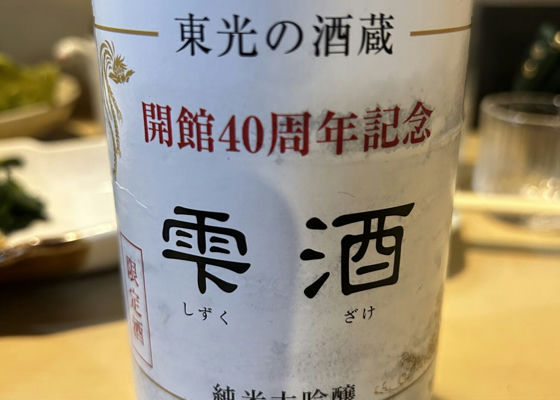 東光の酒蔵
開館40周年記念
雫酒
しずく ざけ
限定酒
純米大吟醸